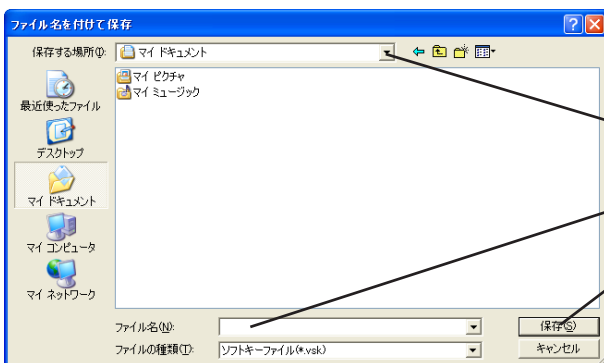 ファイル名を付けて保存
保存する場所(I):
マイ ドキュメント
マイ ピクチャ
マイ ミュージック
最近使ったファイル
デスクトップ
マイ ドキュメント
マイ コンピュータ
マイ ネットワーク
ファイル名(N):
保存(S)
ファイルの種類(T):
ソフトキーファイル(*.vsk)
キャンセル